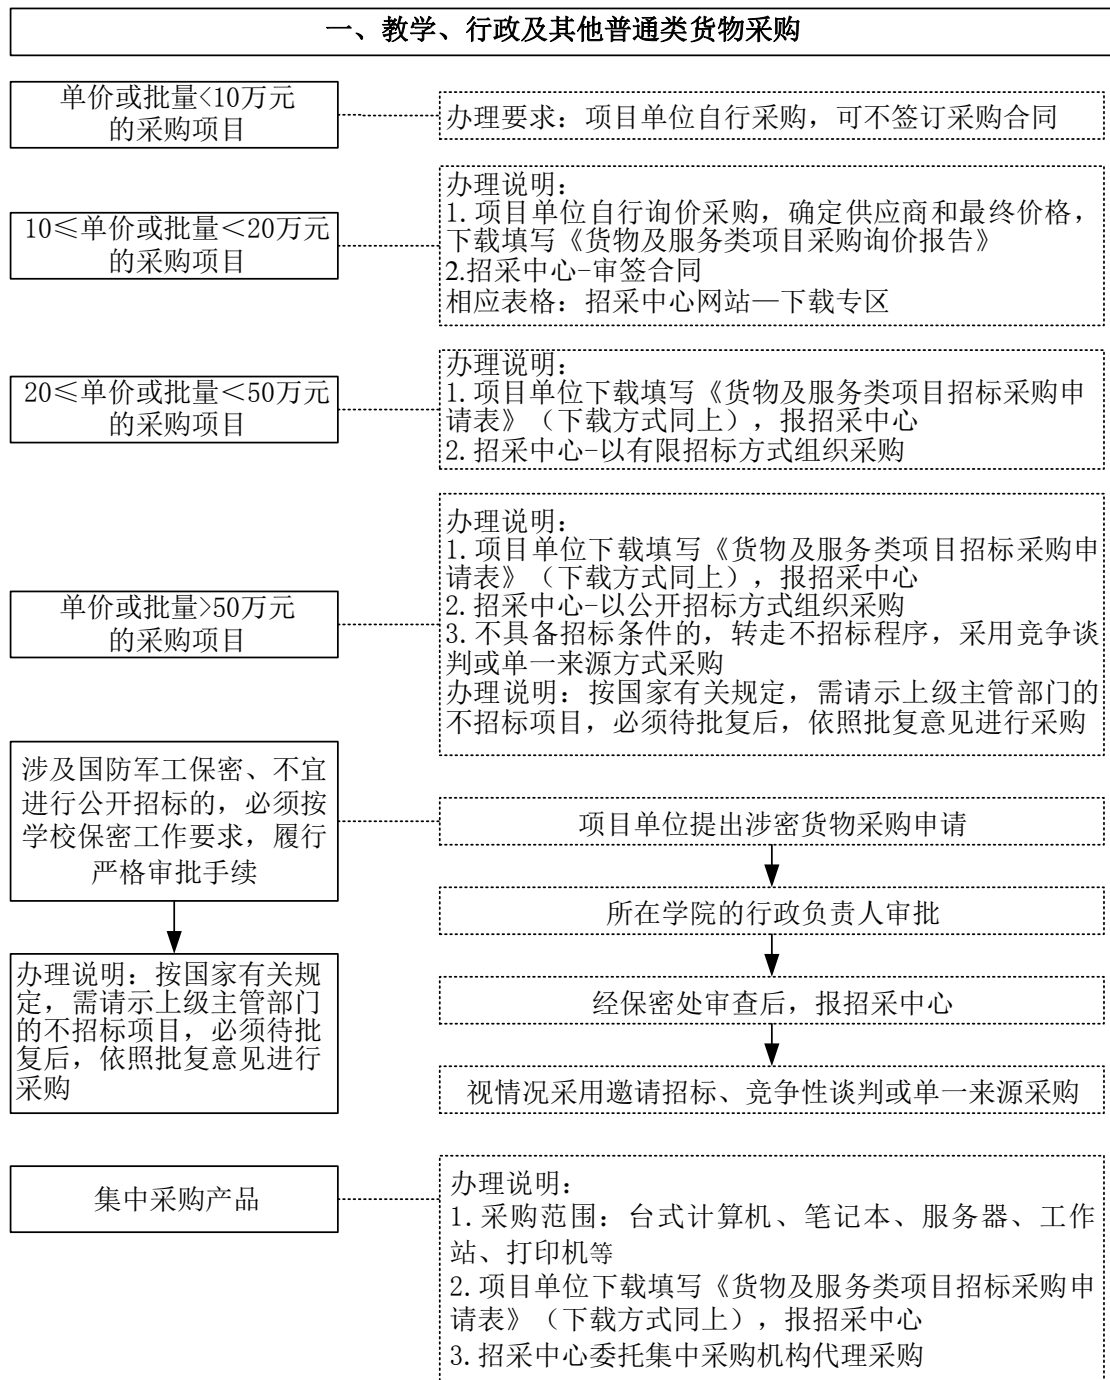 一、教学、行政及其他普通类货物采购
单价或批量<10万元
的采购项目
办理要求：项目单位自行采购，可不签订采购合同
10≤单价或批量＜20万元
的采购项目
办理说明：
1.项目单位自行询价采购，确定供应商和最终价格，
下载填写《货物及服务类项目采购询价报告》
2.招采中心-审签合同
相应表格：招采中心网站—下载专区
20≤单价或批量＜50万元
的采购项目
办理说明：
1.项目单位下载填写《货物及服务类项目招标采购申
请表》（下载方式同上），报招采中心
2.招采中心-以有限招标方式组织采购
单价或批量>50万元
的采购项目
办理说明：
1.项目单位下载填写《货物及服务类项目招标采购申
请表》（下载方式同上），报招采中心
2.招采中心-以公开招标方式组织采购
3.不具备招标条件的，转走不招标程序，采用竞争谈
判或单一来源方式采购
办理说明：按国家有关规定，需请示上级主管部门的
不招标项目，必须待批复后，依照批复意见进行采购
涉及国防军工保密、不宜
进行公开招标的，必须按
学校保密工作要求，履行
严格审批手续
办理说明：按国家有关规
定，需请示上级主管部门
的不招标项目，必须待批
复后，依照批复意见进行
采购
项目单位提出涉密货物采购申请
所在学院的行政负责人审批
经保密处审查后，报招采中心
视情况采用邀请招标、竞争性谈判或单一来源采购
集中采购产品
办理说明：
1.采购范围：台式计算机、笔记本、服务器、工作
站、打印机等
2.项目单位下载填写《货物及服务类项目招标采购申
请表》（下载方式同上），报招采中心
3.招采中心委托集中采购机构代理采购